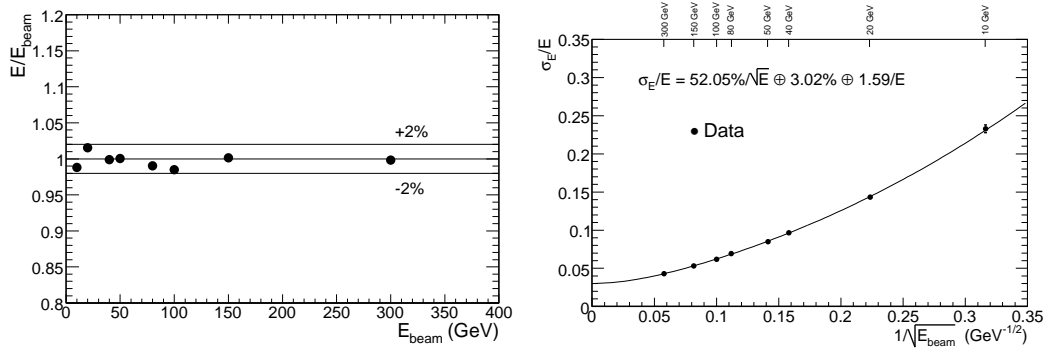 E/E_beam
1.2
1.15
1.1
1.05
1
0.95
0.9
0.85
0.8
+2%
-2%
0 50 100 150 200 250 300 350 400
E_beam (GeV)
300 GeV 150 GeV 100 GeV 80 GeV 50 GeV 40 GeV 20 GeV 10 GeV
σ_E/E
0.35
0.3
0.25
0.2
0.15
0.1
0.05
0
σ_E/E = 52.05%/√E ⊕ 3.02% ⊕ 1.59/E
Data
0 0.05 0.1 0.15 0.2 0.25 0.3 0.35
1/√E_beam (GeV^-1/2)